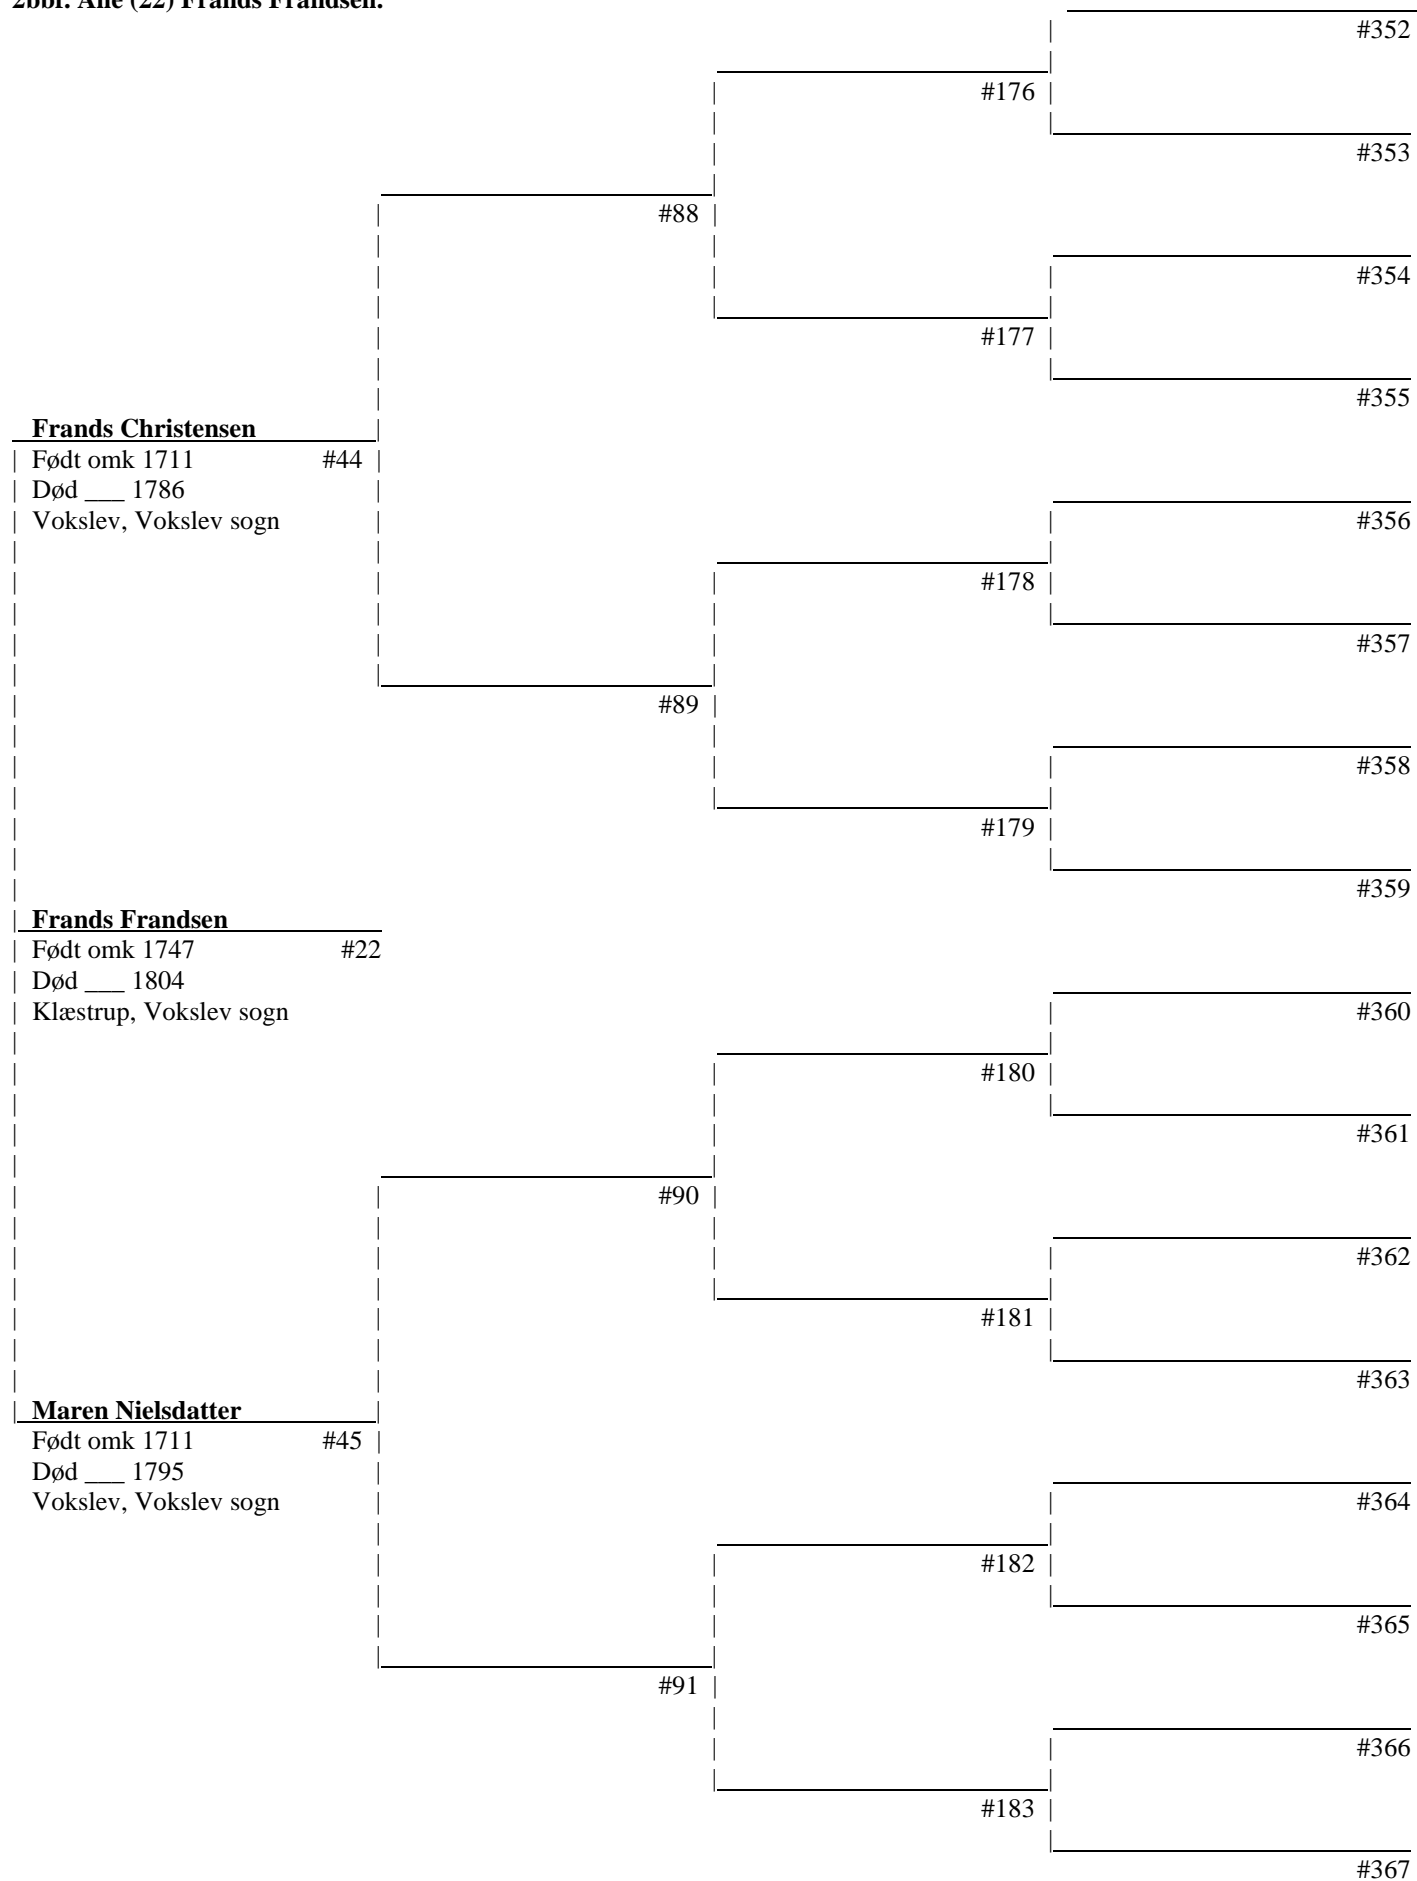 (22) Frands Frandsen.
#352
#176
#353
#88
#354
#177
#355
Frands Christensen
Født omk 1711 #44
Død ___ 1786
Vokslev, Vokslev sogn
#356
#178
#357
#89
#358
#179
#359
Frands Frandsen
Født omk 1747 #22
Død ___ 1804
Klæstrup, Vokslev sogn
#360
#180
#361
#90
#362
#181
#363
Maren Nielsdatter
Født omk 1711 #45
Død ___ 1795
Vokslev, Vokslev sogn
#364
#182
#365
#91
#366
#183
#367